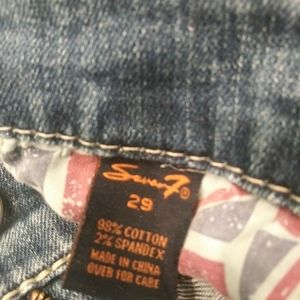 Seven7®
29
98% COTTON
2% SPANDEX
MADE IN CHINA
OVER FOR CARE